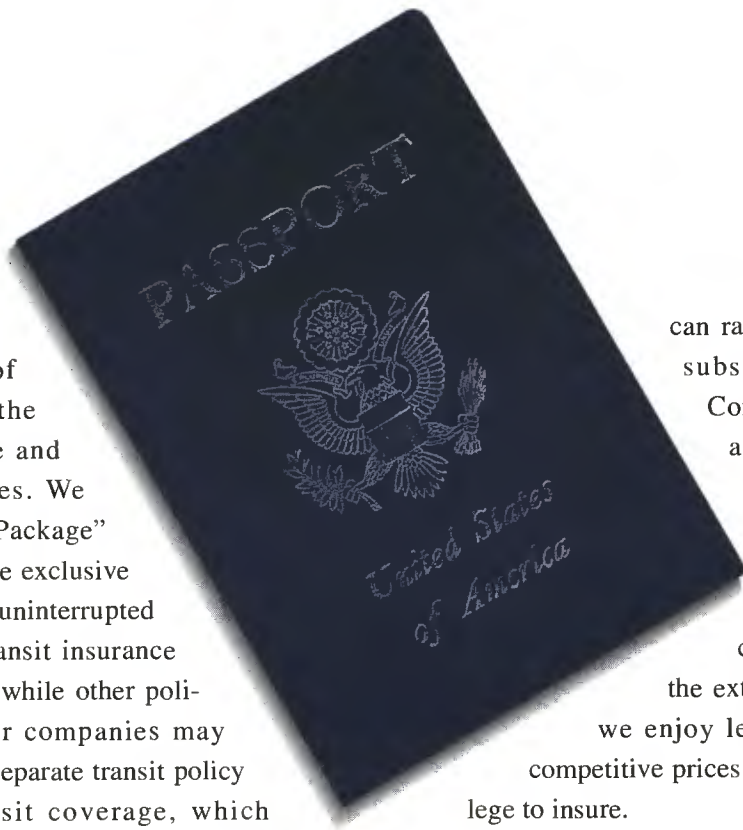 PASSPORT
United States
of America
of
the
and
es. We
Package"
e exclusive
uninterrupted
ansit insurance
while other poli-
r companies may
eparate transit policy
sit coverage, which
can ra
subs
Co
a
the ext
we enjoy le
competitive prices
lege to insure.